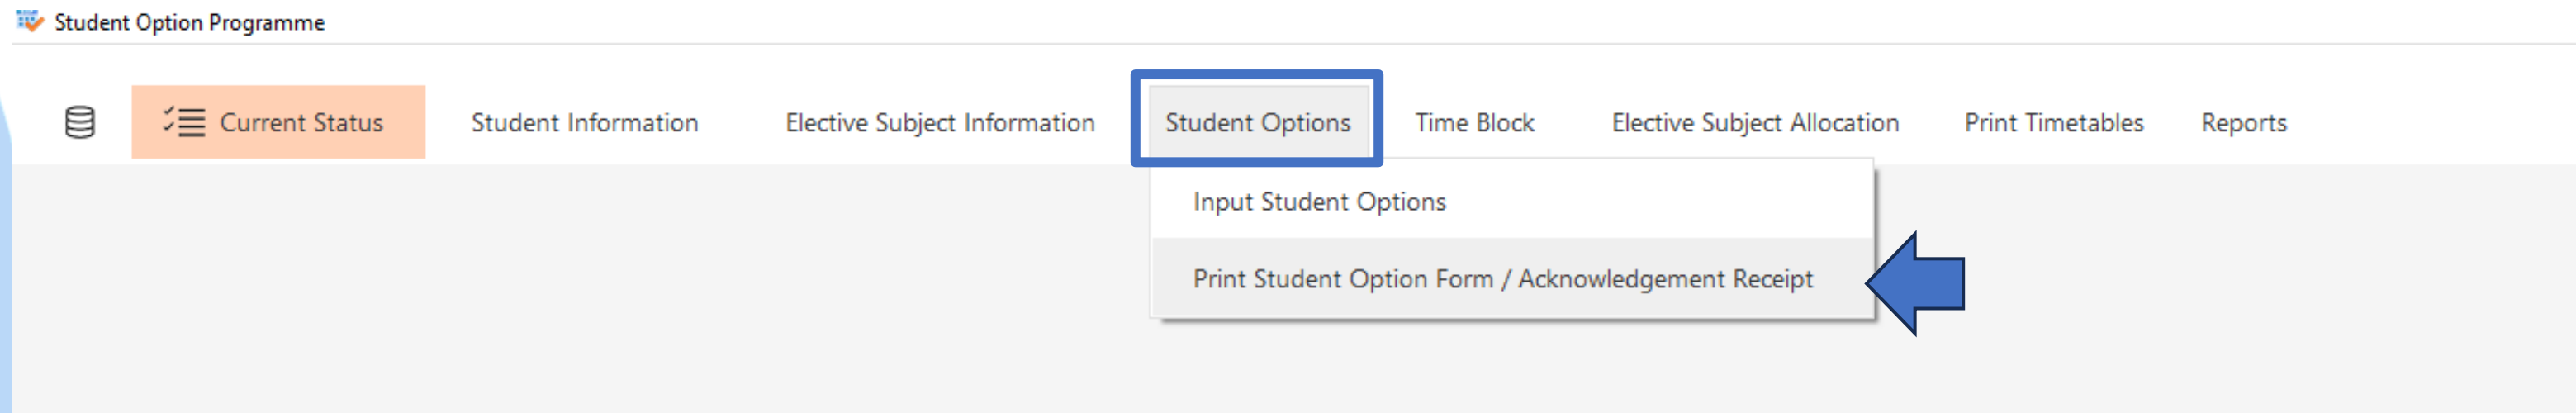 Student Option Programme
Current Status Student Information Elective Subject Information Student Options Time Block Elective Subject Allocation Print Timetables Reports
Input Student Options
Print Student Option Form / Acknowledgement Receipt